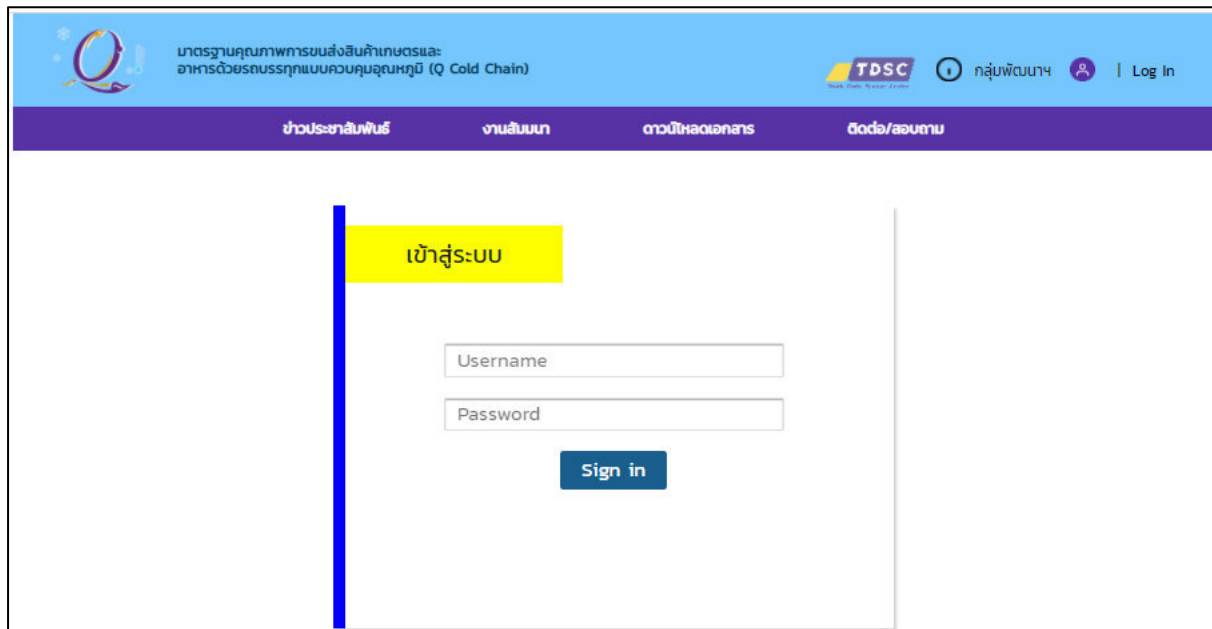 Q
มาตรฐานคุณภาพการขนส่งสินค้าเกษตรและ
อาหารด้วยรถบรรทุกแบบควบคุมอุณหภูมิ (Q Cold Chain)
TDSC
Truck Data Service Center
กลุ่มพัฒนาฯ | Log In
ข่าวประชาสัมพันธ์ งานสัมมนา ดาวน์โหลดเอกสาร ติดต่อ/สอบถาม
เข้าสู่ระบบ
Username
Password
Sign in